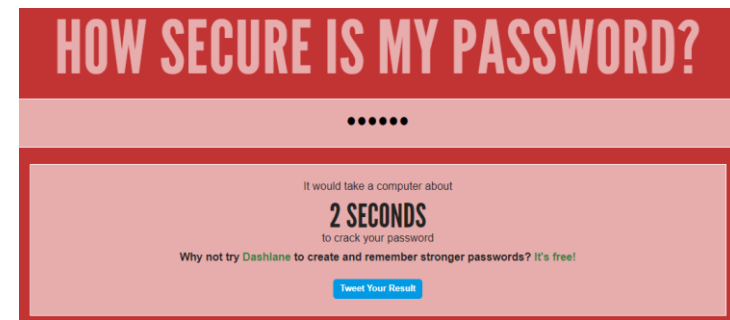 HOW SECURE IS MY PASSWORD?
••••••
It would take a computer about
2 SECONDS
to crack your password
Why not try Dashlane to create and remember stronger passwords? It's free!
Tweet Your Result